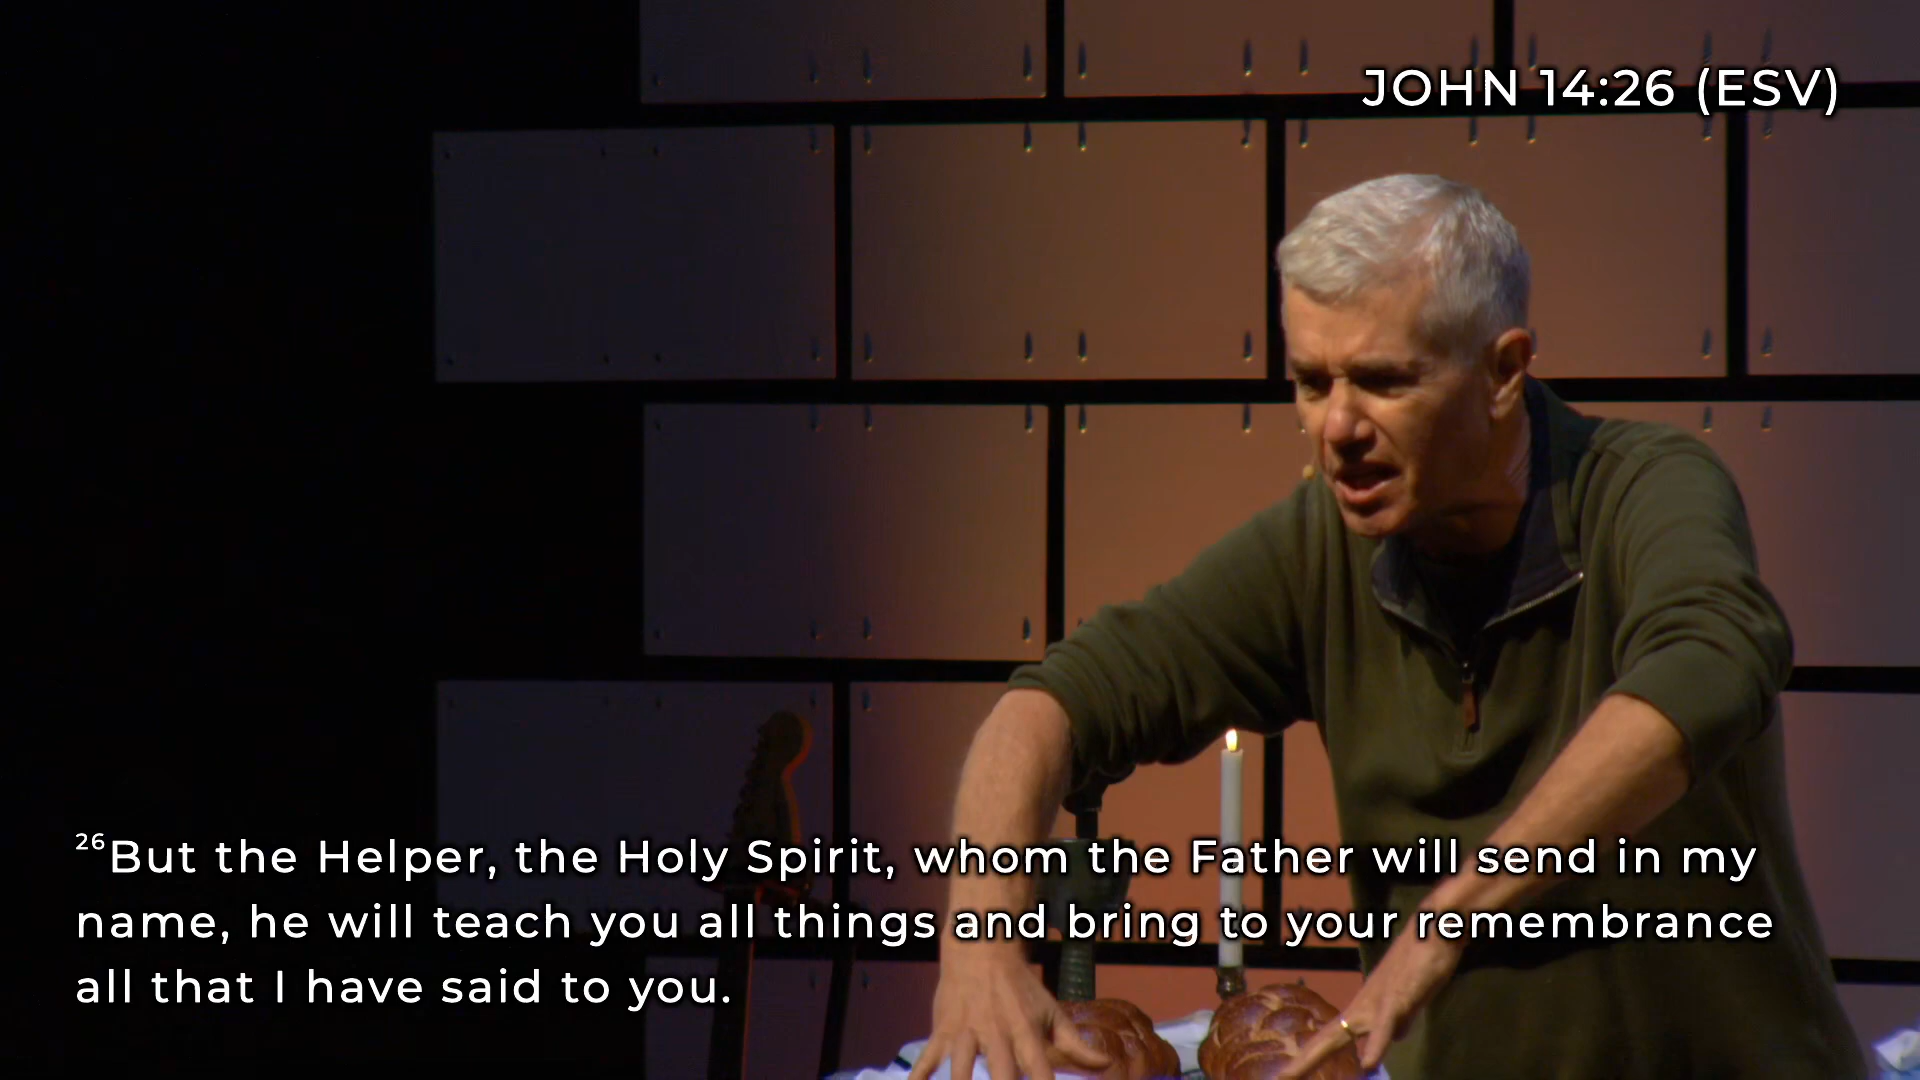 JOHN 14:26 (ESV)
26But the Helper, the Holy Spirit, whom the Father will send in my
name, he will teach you all things and bring to your remembrance
all that I have said to you.